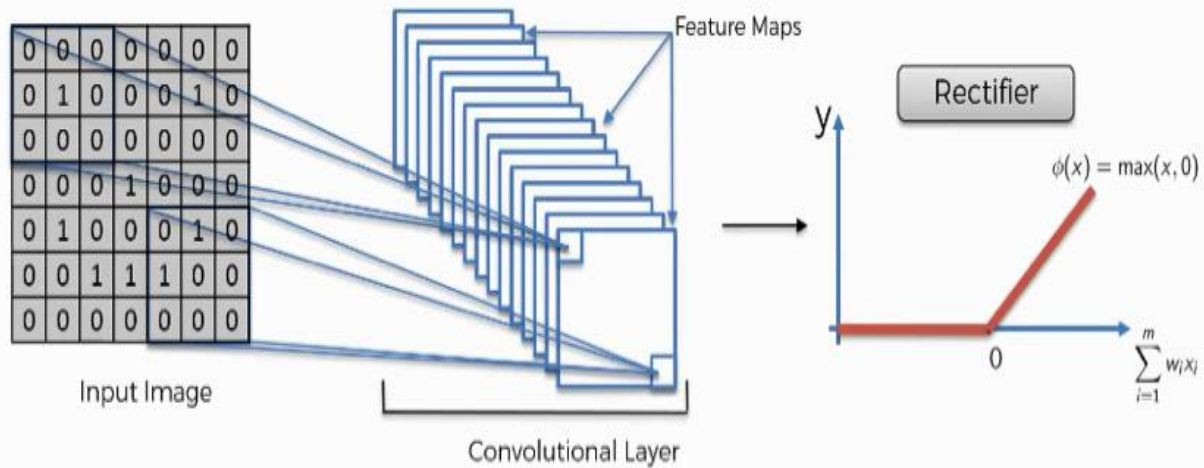 Feature Maps
Rectifier
0 0 0 0 0 0 0
0 1 0 0 0 1 0
0 0 0 0 0 0 0
0 0 0 1 0 0 0
0 1 0 0 0 1 0
0 0 1 1 1 0 0
0 0 0 0 0 0 0
y
ϕ(x) = max(x, 0)
0
m
∑ wᵢxᵢ
i=1
Input Image
Convolutional Layer